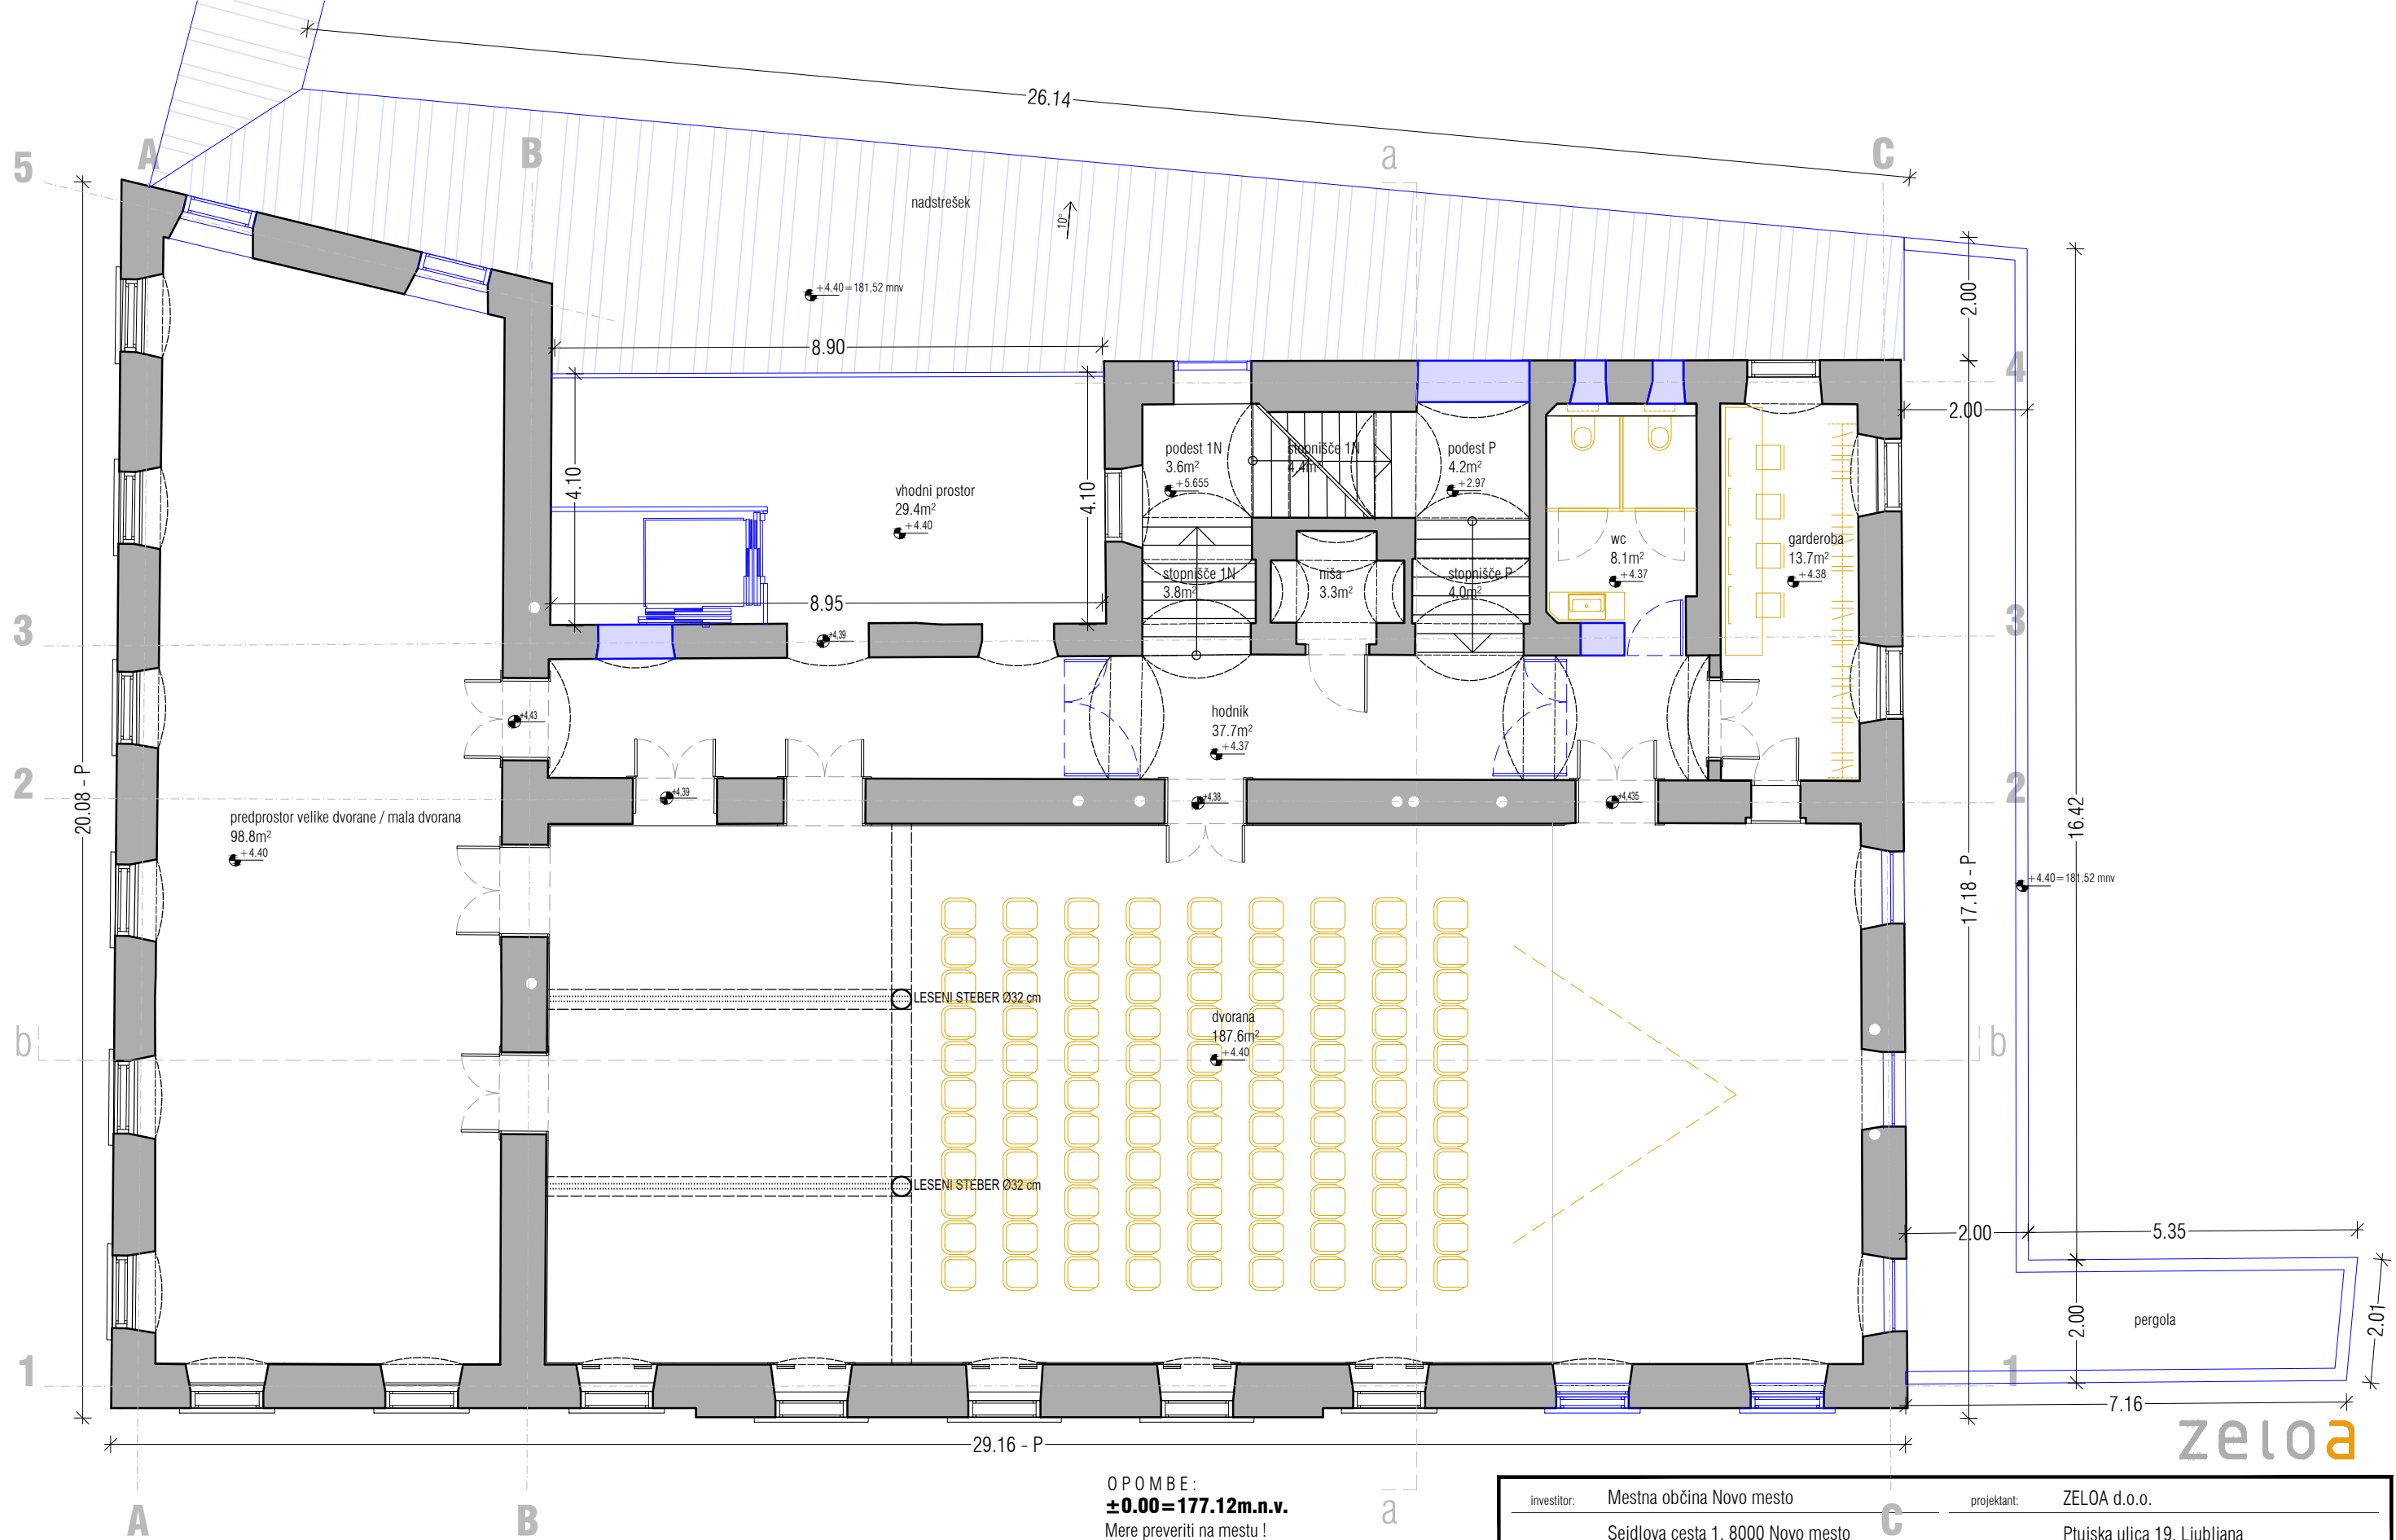 26.14
A
B
a
C
5
nadstrešek
10°
+4.40=181,52 mnv
2.00
8.90
4
2.00
4.10
4.10
podest 1N
3.6m²
+5.655
stopnišče 1N
4.4m²
podest P
4.2m²
+2.97
vhodni prostor
29.4m²
+4.40
wc
8.1m²
+4.37
garderoba
13.7m²
+4.38
stopnišče 1N
3.8m²
niša
3.3m²
stopnišče P
4.0m²
8.95
3
+4,39
3
hodnik
37.7m²
+4.37
+4,43
20.08 - P
2
+4,39
+4,38
+4,435
2
16.42
predprostor velike dvorane / mala dvorana
98.8m²
+4.40
17.18 - P
+4.40=181,52 mnv
LESENI STEBER Ø32 cm
dvorana
187.6m²
+4.40
b
b
LESENI STEBER Ø32 cm
2.00
5.35
pergola
2.00
2.01
1
1
7.16
29.16 - P
zeloa
A
B
a
C
OPOMBE:
±0.00=177.12m.n.v.
Mere preveriti na mestu !
investitor:
Mestna občina Novo mesto
projektant:
ZELOA d.o.o.
Seidlova cesta 1, 8000 Novo mesto
Ptujska ulica 19, Ljubljana